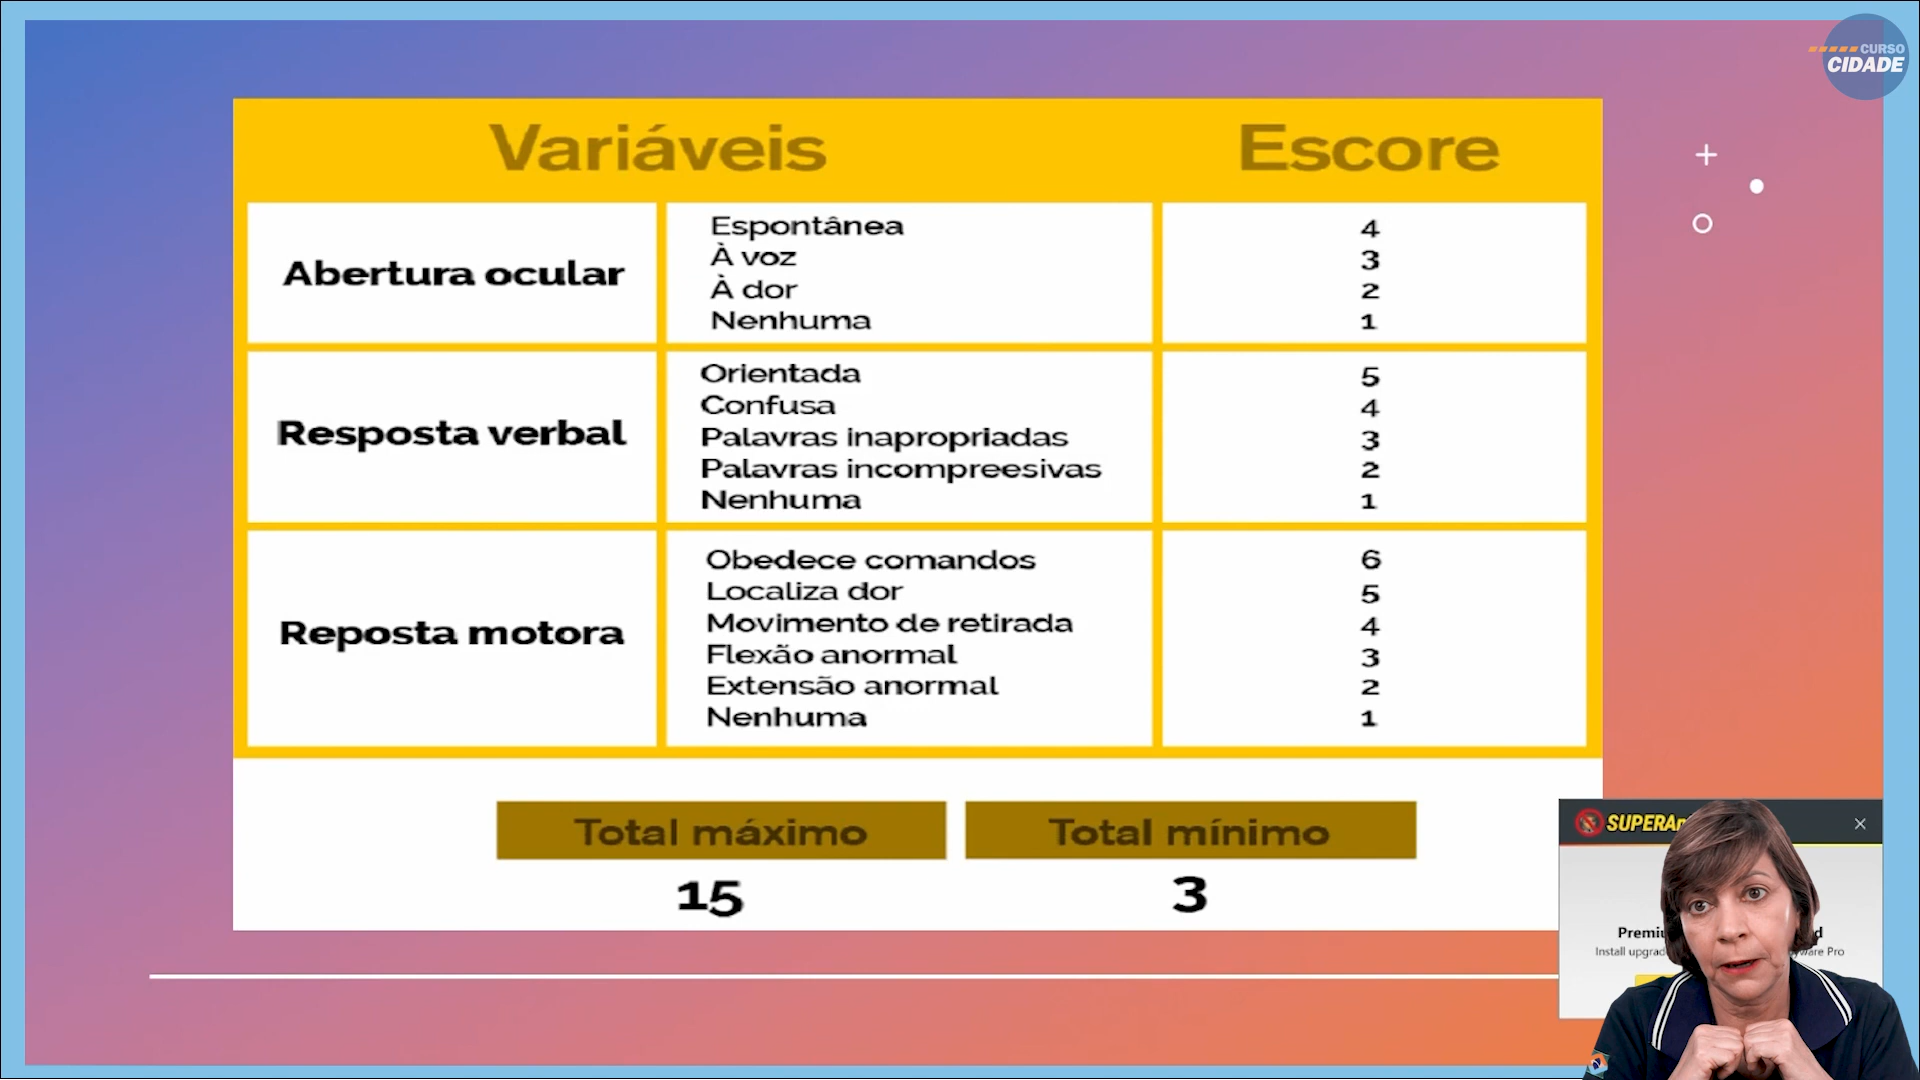 CURSO
CIDADE
Variáveis Escore
Abertura ocular
Espontânea 4
À voz 3
À dor 2
Nenhuma 1
Resposta verbal
Orientada 5
Confusa 4
Palavras inapropriadas 3
Palavras incompreesivas 2
Nenhuma 1
Reposta motora
Obedece comandos 6
Localiza dor 5
Movimento de retirada 4
Flexão anormal 3
Extensão anormal 2
Nenhuma 1
Total máximo Total mínimo
15 3
Install
Pro